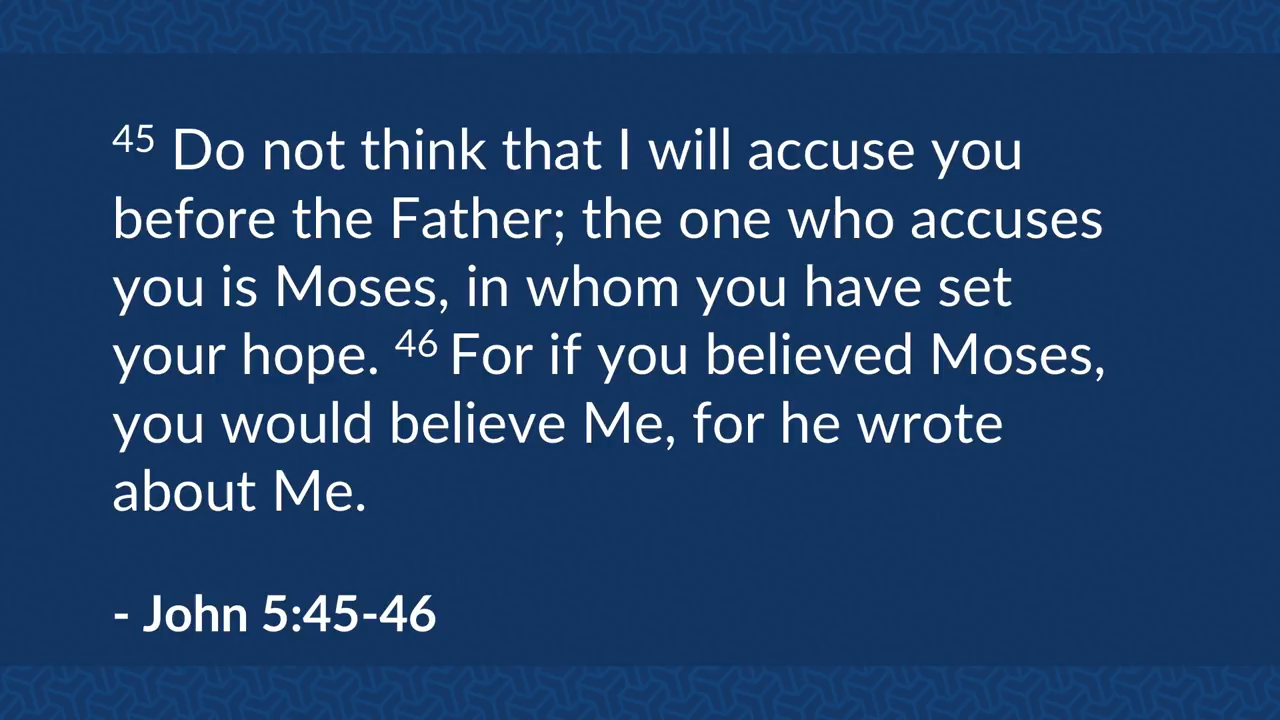 45 Do not think that I will accuse you
before the Father; the one who accuses
you is Moses, in whom you have set
your hope. 46 For if you believed Moses,
you would believe Me, for he wrote
about Me.
- John 5:45-46